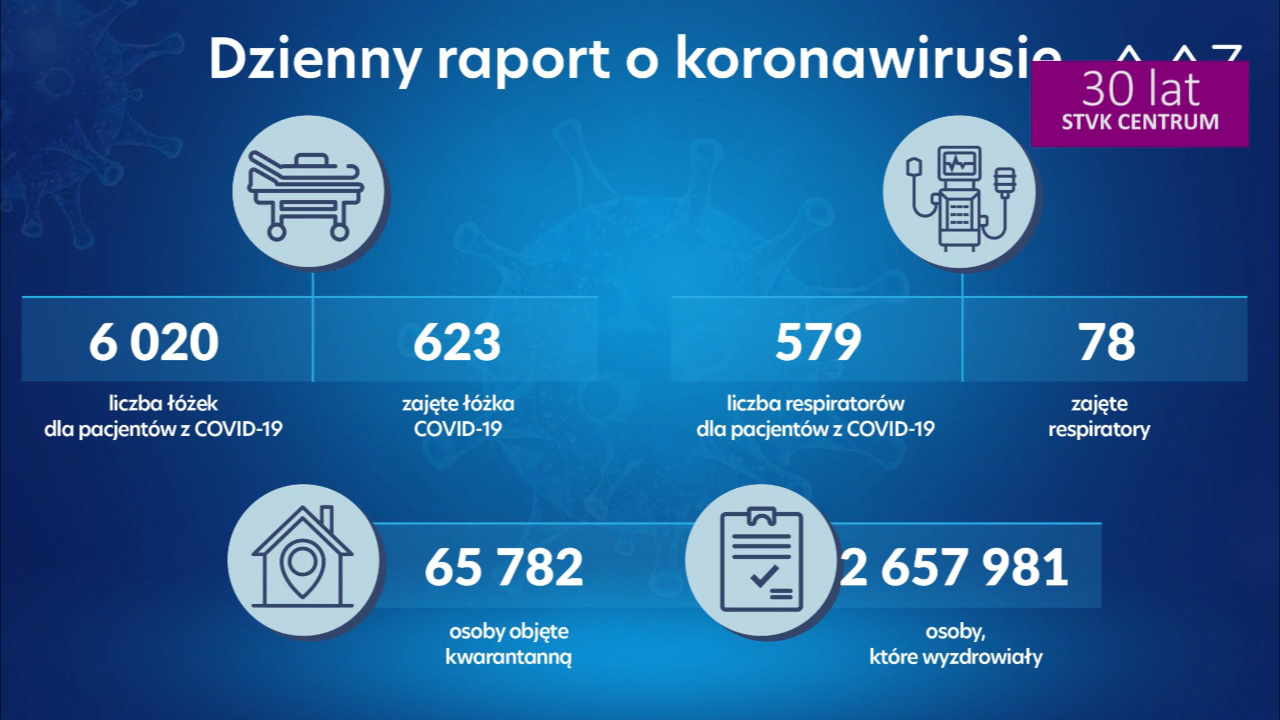 Dzienny raport o koronawirusie
30 lat
STVK CENTRUM
6 020
623
579
78
liczba łóżek
dla pacjentów z COVID-19
zajęte łóżka
COVID-19
liczba respiratorów
dla pacjentów z COVID-19
zajęte
respiratory
65 782
2 657 981
osoby objęte
kwarantanną
osoby,
które wyzdrowiały